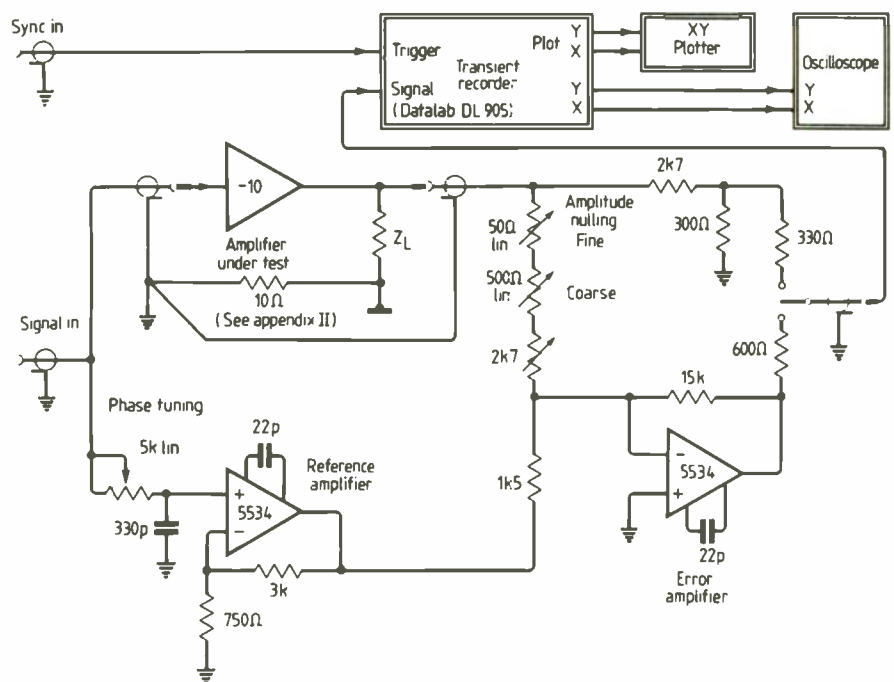 Sync in
Trigger
Plot
Y
X
XY
Plotter
Oscilloscope
Signal
Transient
recorder
(Datalab DL 905)
Y
X
Y
X
-10
2k7
50Ω
lin
Amplitude
nulling
Fine
300Ω
330Ω
ZL
Amplifier
under test
10Ω
(See appendix II)
500Ω
lin
Coarse
Signal in
2k7
600Ω
15k
Phase tuning
5k lin
22p
Reference
amplifier
+
5534
−
330p
1k5
−
5534
+
22p
3k
Error
amplifier
750Ω